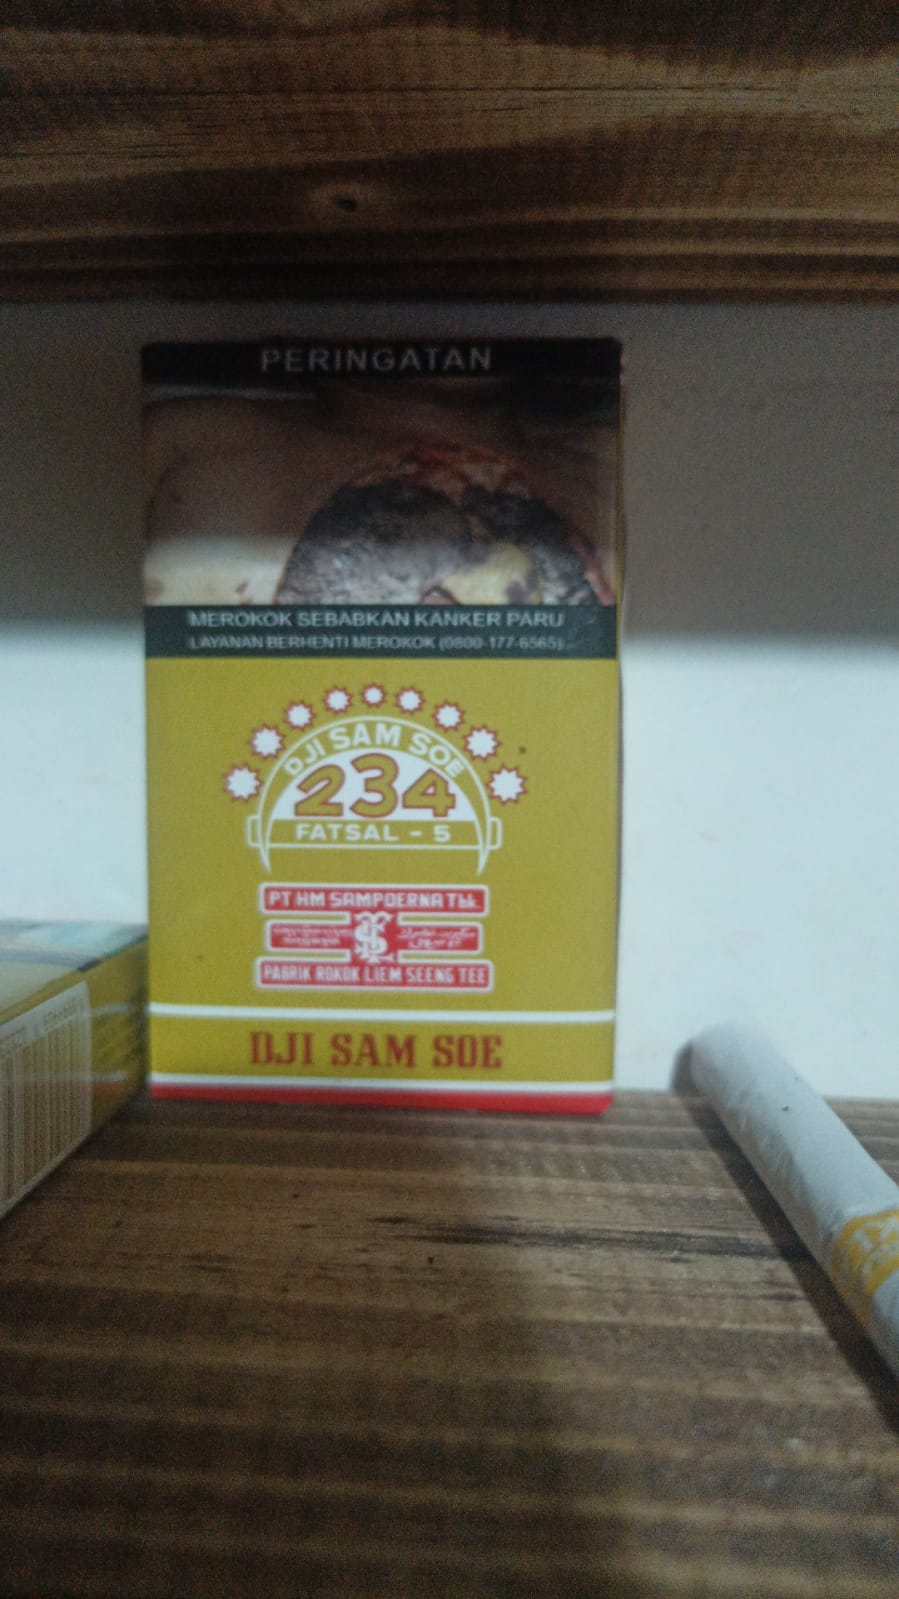 PERINGATAN
MEROKOK SEBABKAN KANKER PARU
LAYANAN BERHENTI MEROKOK (0800-177-6565)
DJI SAM SOE
234
FATSAL - 5
PT HM SAMPOERNA Tbk.
PABRIK ROKOK LIEM SEENG TEE
DJI SAM SOE